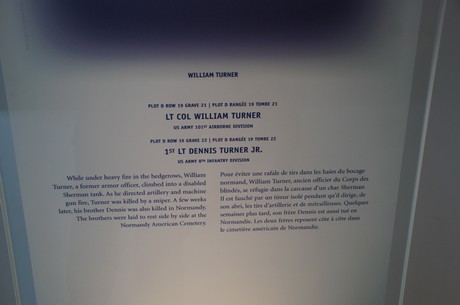 WILLIAM TURNER
PLOT D ROW 19 GRAVE 21 | PLOT D RANGÉE 19 TOMBE 21
LT COL WILLIAM TURNER
US ARMY 101ST AIRBORNE DIVISION
PLOT D ROW 19 GRAVE 22 | PLOT D RANGÉE 19 TOMBE 22
1ST LT DENNIS TURNER JR.
US ARMY 8TH INFANTRY DIVISION
While under heavy fire in the hedgerows, William
Turner, a former armor officer, climbed into a disabled
Sherman tank. As he directed artillery and machine
gun fire, Turner was killed by a sniper. A few weeks
later, his brother Dennis was also killed in Normandy.
The brothers were laid to rest side by side at the
Normandy American Cemetery.
Pour éviter une rafale de tirs dans les haies du bocage
normand, William Turner, ancien officier du Corps des
blindés, se réfugie dans la carcasse d'un char Sherman
Il est fauché par un tireur isolé pendant qu'il dirige, de
son abri, les tirs d'artillerie et de mitrailleuses. Quelques
semaines plus tard, son frère Dennis est aussi tué en
Normandie. Les deux frères reposent côte à côte dans
le cimetière américain de Normandie.